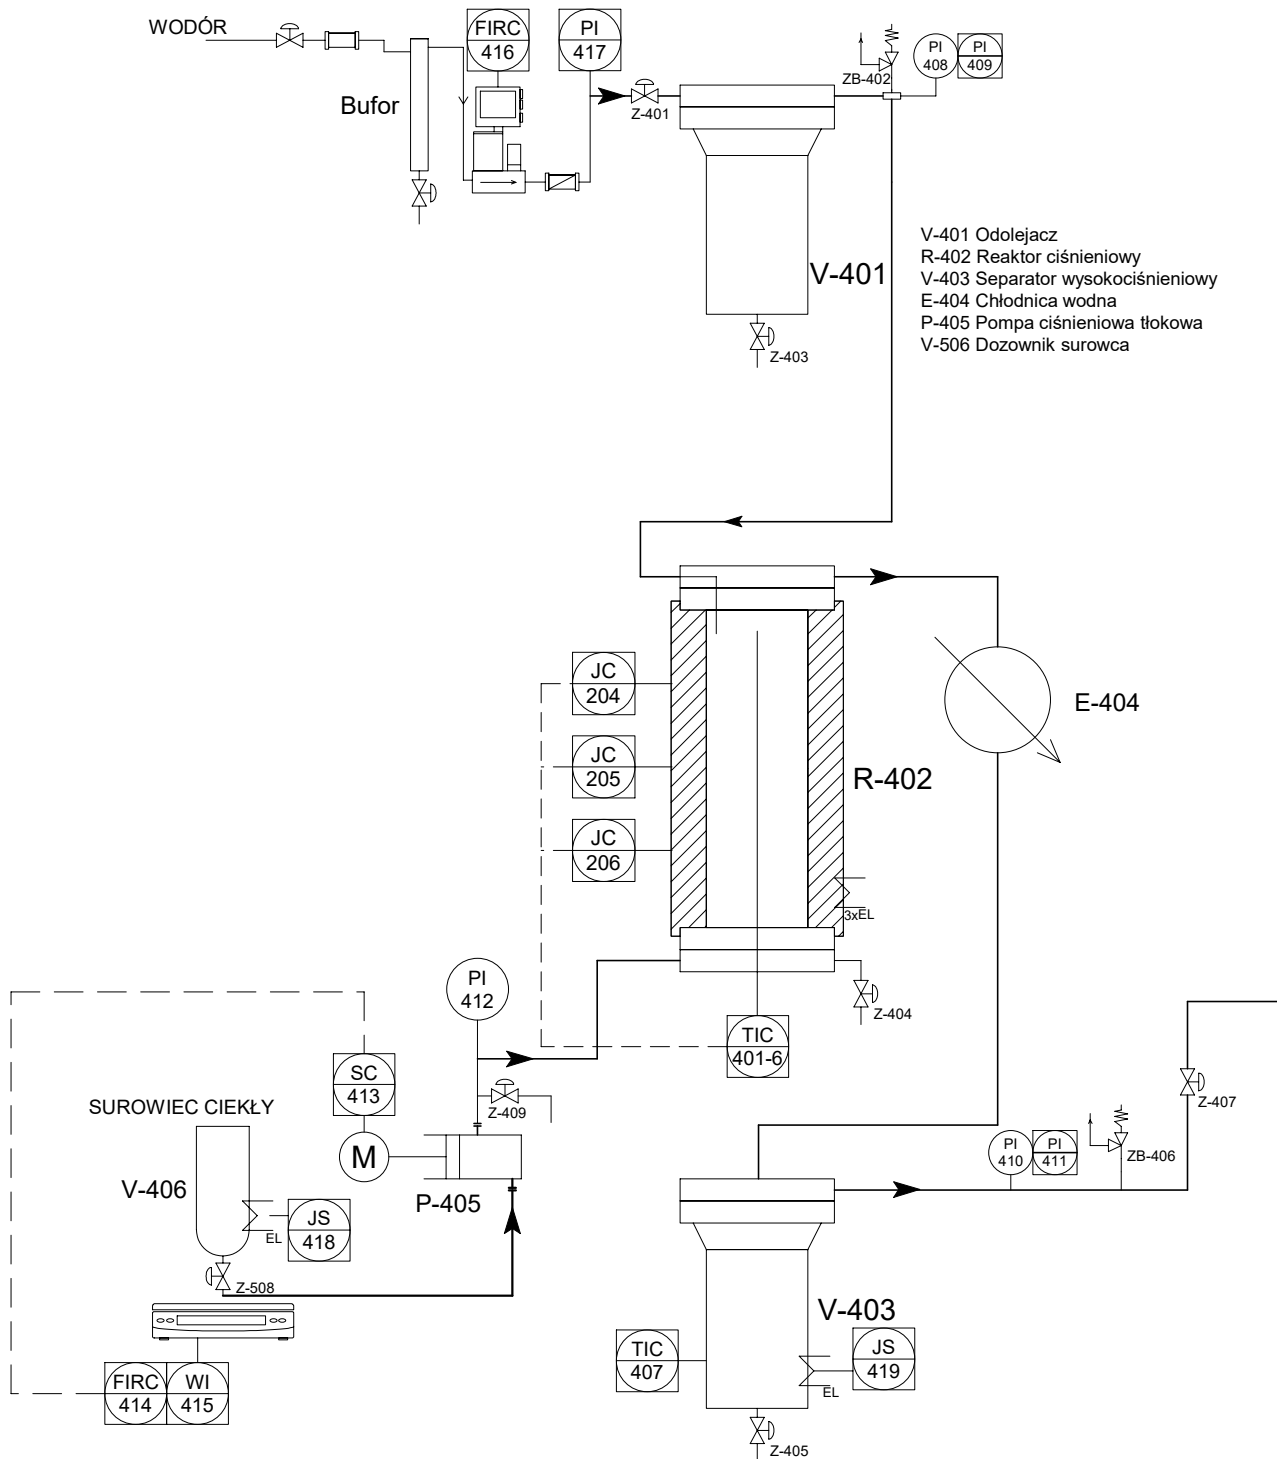 WODÓR
FIRC
416
PI
417
Bufor
Z-401
ZB-402
PI
408
PI
409
V-401
Z-403
V-401 Odolejacz
R-402 Reaktor ciśnieniowy
V-403 Separator wysokociśnieniowy
E-404 Chłodnica wodna
P-405 Pompa ciśnieniowa tłokowa
V-506 Dozownik surowca
JC
204
JC
205
JC
206
R-402
E-404
3xEL
Z-404
TIC
401-6
PI
412
SC
413
Z-409
SUROWIEC CIEKŁY
M
V-406
P-405
JS
418
EL
Z-508
FIRC
414
WI
415
PI
410
PI
411
ZB-406
Z-407
V-403
TIC
407
JS
419
EL
Z-405